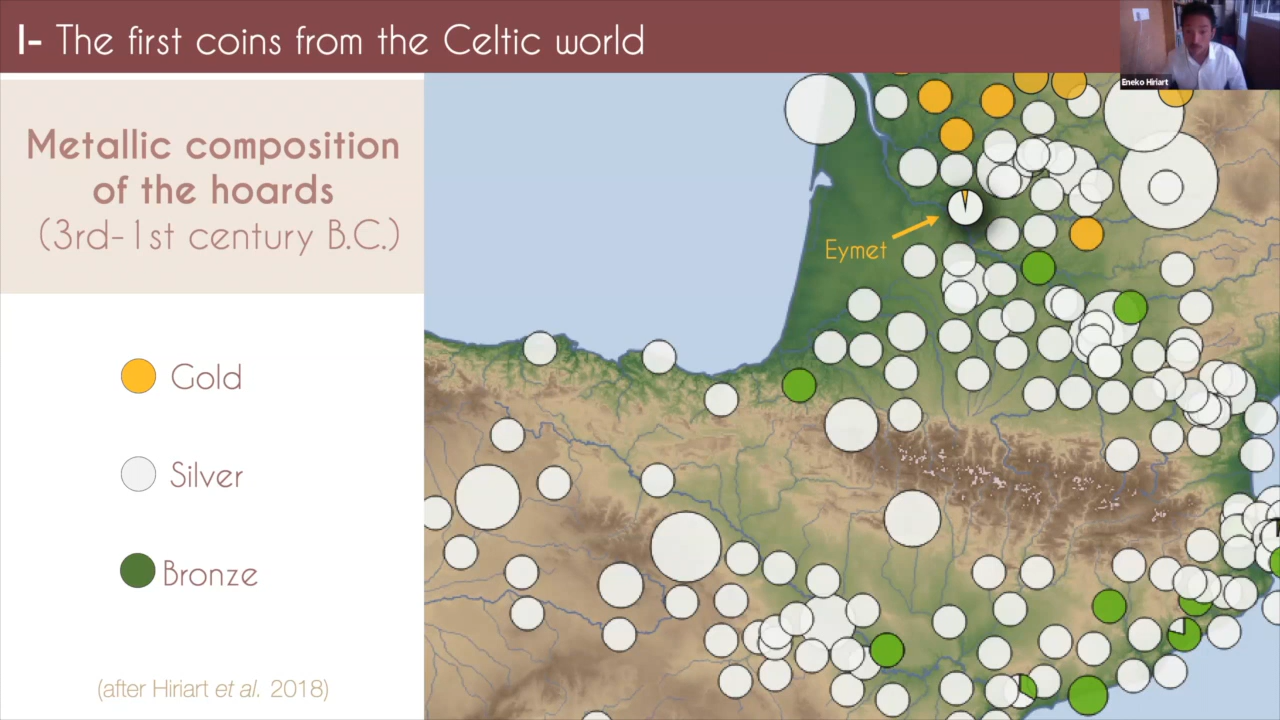 I- The first coins from the Celtic world
Eneko Hiriart
Metallic composition
of the hoards
(3rd-1st century B.C.)
Eymet
Gold
Silver
Bronze
(after Hiriart et al. 2018)